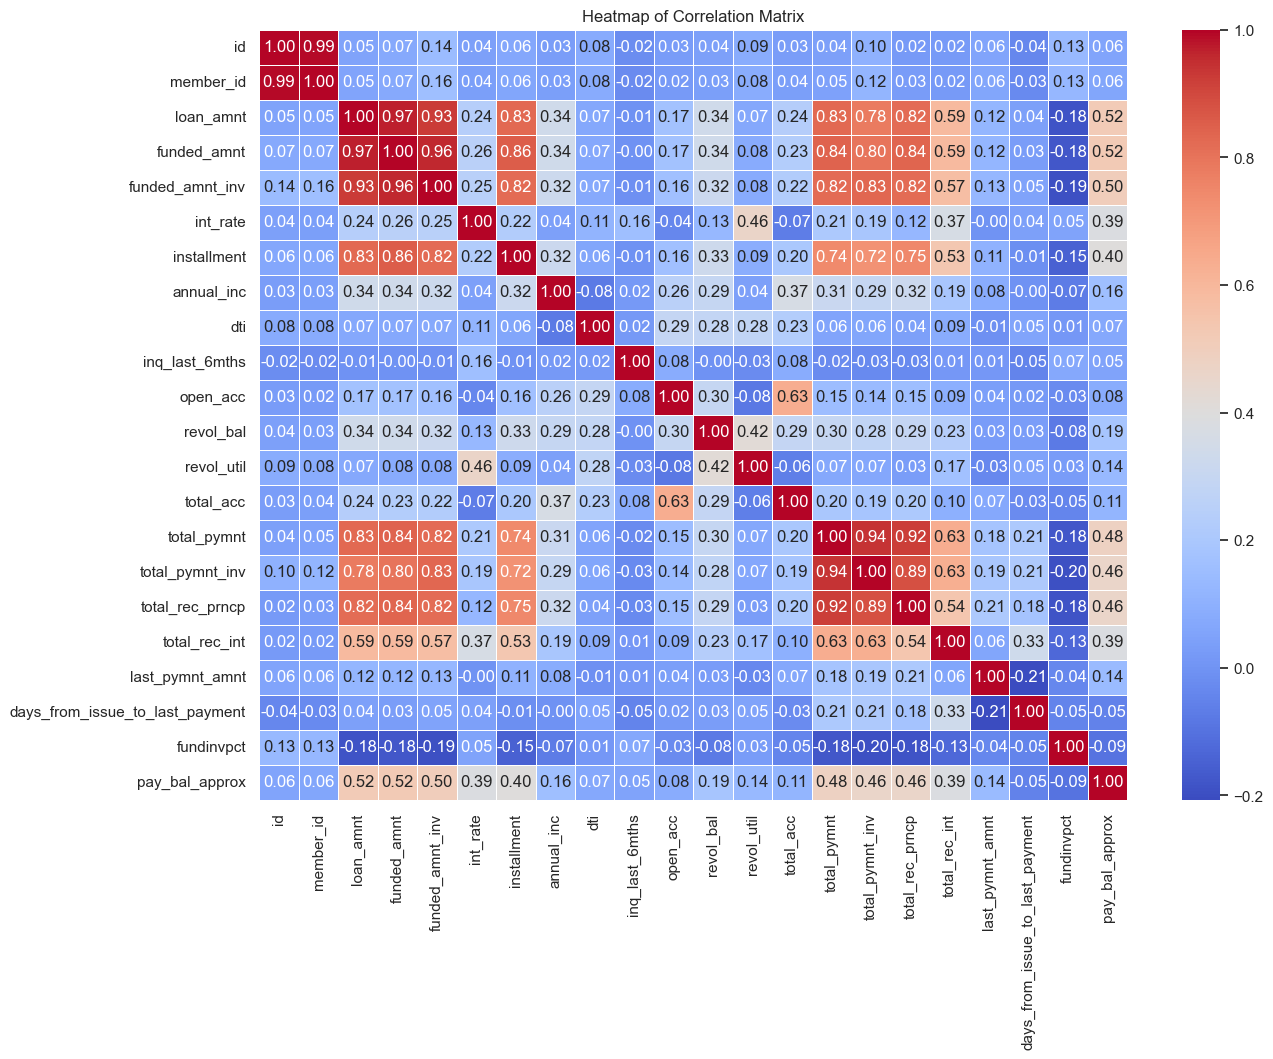 Heatmap of Correlation Matrix
id 1.00 0.99 0.05 0.07 0.14 0.04 0.06 0.03 0.08 -0.02 0.03 0.04 0.09 0.03 0.04 0.10 0.02 0.02 0.06 -0.04 0.13 0.06
member_id 0.99 1.00 0.05 0.07 0.16 0.04 0.06 0.03 0.08 -0.02 0.02 0.03 0.08 0.04 0.05 0.12 0.03 0.02 0.06 -0.03 0.13 0.06
loan_amnt 0.05 0.05 1.00 0.97 0.93 0.24 0.83 0.34 0.07 -0.01 0.17 0.34 0.07 0.24 0.83 0.78 0.82 0.59 0.12 0.04 -0.18 0.52
funded_amnt 0.07 0.07 0.97 1.00 0.96 0.26 0.86 0.34 0.07 -0.00 0.17 0.34 0.08 0.23 0.84 0.80 0.84 0.59 0.12 0.03 -0.18 0.52
funded_amnt_inv 0.14 0.16 0.93 0.96 1.00 0.25 0.82 0.32 0.07 -0.01 0.16 0.32 0.08 0.22 0.82 0.83 0.82 0.57 0.13 0.05 -0.19 0.50
int_rate 0.04 0.04 0.24 0.26 0.25 1.00 0.22 0.04 0.11 0.16 -0.04 0.13 0.46 -0.07 0.21 0.19 0.12 0.37 -0.00 0.04 0.05 0.39
installment 0.06 0.06 0.83 0.86 0.82 0.22 1.00 0.32 0.06 -0.01 0.16 0.33 0.09 0.20 0.74 0.72 0.75 0.53 0.11 -0.01 -0.15 0.40
annual_inc 0.03 0.03 0.34 0.34 0.32 0.04 0.32 1.00 -0.08 0.02 0.26 0.29 0.04 0.37 0.31 0.29 0.32 0.19 0.08 -0.00 -0.07 0.16
dti 0.08 0.08 0.07 0.07 0.07 0.11 0.06 -0.08 1.00 0.02 0.29 0.28 0.28 0.23 0.06 0.06 0.04 0.09 -0.01 0.05 0.01 0.07
inq_last_6mths -0.02 -0.02 -0.01 -0.00 -0.01 0.16 -0.01 0.02 0.02 1.00 0.08 -0.00 -0.03 0.08 -0.02 -0.03 -0.03 0.01 0.01 -0.05 0.07 0.05
open_acc 0.03 0.02 0.17 0.17 0.16 -0.04 0.16 0.26 0.29 0.08 1.00 0.30 -0.08 0.63 0.15 0.14 0.15 0.09 0.04 0.02 -0.03 0.08
revol_bal 0.04 0.03 0.34 0.34 0.32 0.13 0.33 0.29 0.28 -0.00 0.30 1.00 0.42 0.29 0.30 0.28 0.29 0.23 0.03 0.03 -0.08 0.19
revol_util 0.09 0.08 0.07 0.08 0.08 0.46 0.09 0.04 0.28 -0.03 -0.08 0.42 1.00 -0.06 0.07 0.07 0.03 0.17 -0.03 0.05 0.03 0.14
total_acc 0.03 0.04 0.24 0.23 0.22 -0.07 0.20 0.37 0.23 0.08 0.63 0.29 -0.06 1.00 0.20 0.19 0.20 0.10 0.07 -0.03 -0.05 0.11
total_pymnt 0.04 0.05 0.83 0.84 0.82 0.21 0.74 0.31 0.06 -0.02 0.15 0.30 0.07 0.20 1.00 0.94 0.92 0.63 0.18 0.21 -0.18 0.48
total_pymnt_inv 0.10 0.12 0.78 0.80 0.83 0.19 0.72 0.29 0.06 -0.03 0.14 0.28 0.07 0.19 0.94 1.00 0.89 0.63 0.19 0.21 -0.20 0.46
total_rec_prncp 0.02 0.03 0.82 0.84 0.82 0.12 0.75 0.32 0.04 -0.03 0.15 0.29 0.03 0.20 0.92 0.89 1.00 0.54 0.21 0.18 -0.18 0.46
total_rec_int 0.02 0.02 0.59 0.59 0.57 0.37 0.53 0.19 0.09 0.01 0.09 0.23 0.17 0.10 0.63 0.63 0.54 1.00 0.06 0.33 -0.13 0.39
last_pymnt_amnt 0.06 0.06 0.12 0.12 0.13 -0.00 0.11 0.08 -0.01 0.01 0.04 0.03 -0.03 0.07 0.18 0.19 0.21 0.06 1.00 -0.21 -0.04 0.14
days_from_issue_to_last_payment -0.04 -0.03 0.04 0.03 0.05 0.04 -0.01 -0.00 0.05 -0.05 0.02 0.03 0.05 -0.03 0.21 0.21 0.18 0.33 -0.21 1.00 -0.05 -0.05
fundinvpct 0.13 0.13 -0.18 -0.18 -0.19 0.05 -0.15 -0.07 0.01 0.07 -0.03 -0.08 0.03 -0.05 -0.18 -0.20 -0.18 -0.13 -0.04 -0.05 1.00 -0.09
pay_bal_approx 0.06 0.06 0.52 0.52 0.50 0.39 0.40 0.16 0.07 0.05 0.08 0.19 0.14 0.11 0.48 0.46 0.46 0.39 0.14 -0.05 -0.09 1.00
id
member_id
loan_amnt
funded_amnt
funded_amnt_inv
int_rate
installment
annual_inc
dti
inq_last_6mths
open_acc
revol_bal
revol_util
total_acc
total_pymnt
total_pymnt_inv
total_rec_prncp
total_rec_int
last_pymnt_amnt
days_from_issue_to_last_payment
fundinvpct
pay_bal_approx
1.0
0.8
0.6
0.4
0.2
0.0
−0.2